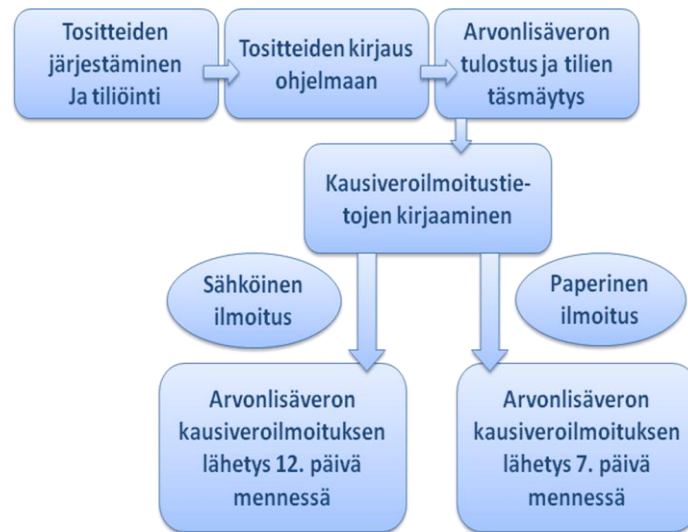 Tositteiden
järjestäminen
Ja tiliöinti
Tositteiden kirjaus
ohjelmaan
Arvonlisäveron
tulostus ja tilien
täsmäytys
Kausiveroilmoitustie-
tojen kirjaaminen
Sähköinen
ilmoitus
Paperinen
ilmoitus
Arvonlisäveron
kausiveroilmoituksen
lähetys 12. päivä
mennessä
Arvonlisäveron
kausiveroilmoituksen
lähetys 7. päivä
mennessä